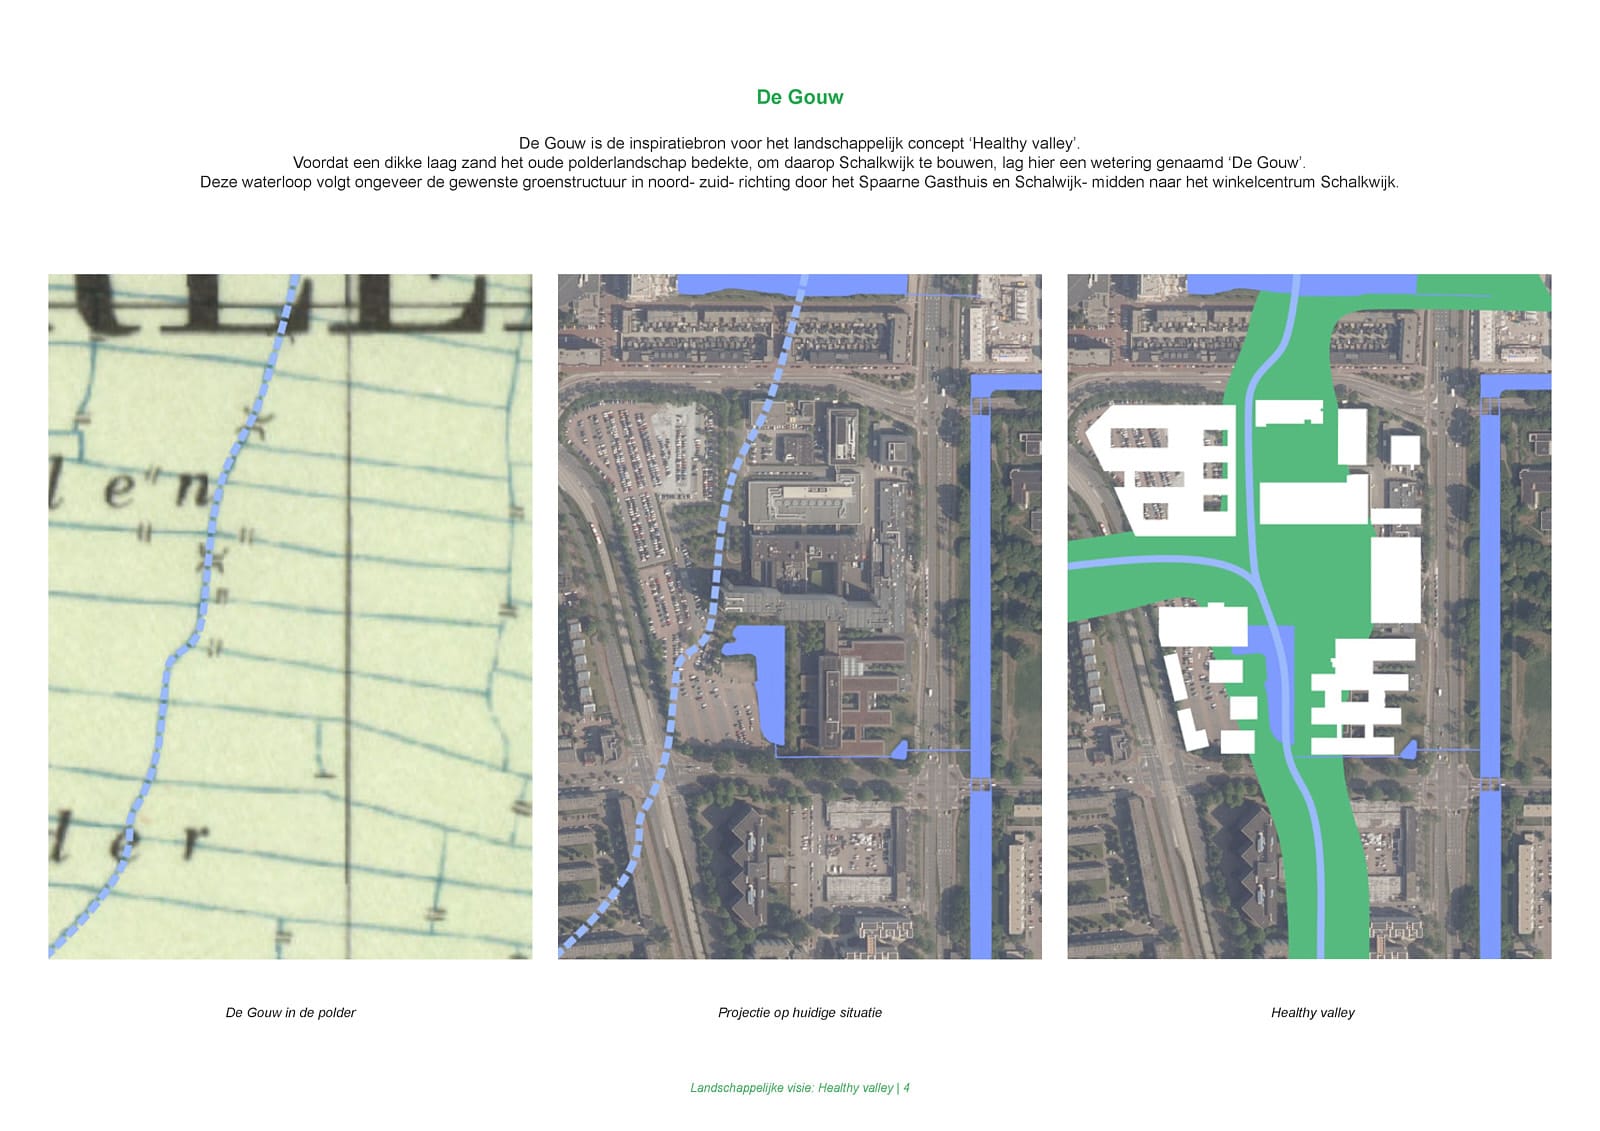 De Gouw
De Gouw is de inspiratiebron voor het landschappelijk concept ‘Healthy valley’.
Voordat een dikke laag zand het oude polderlandschap bedekte, om daarop Schalkwijk te bouwen, lag hier een wetering genaamd ‘De Gouw’.
Deze waterloop volgt ongeveer de gewenste groenstructuur in noord- zuid- richting door het Spaarne Gasthuis en Schalwijk- midden naar het winkelcentrum Schalkwijk.
l e n
d e r
De Gouw in de polder
Projectie op huidige situatie
Healthy valley
Landschappelijke visie: Healthy valley | 4